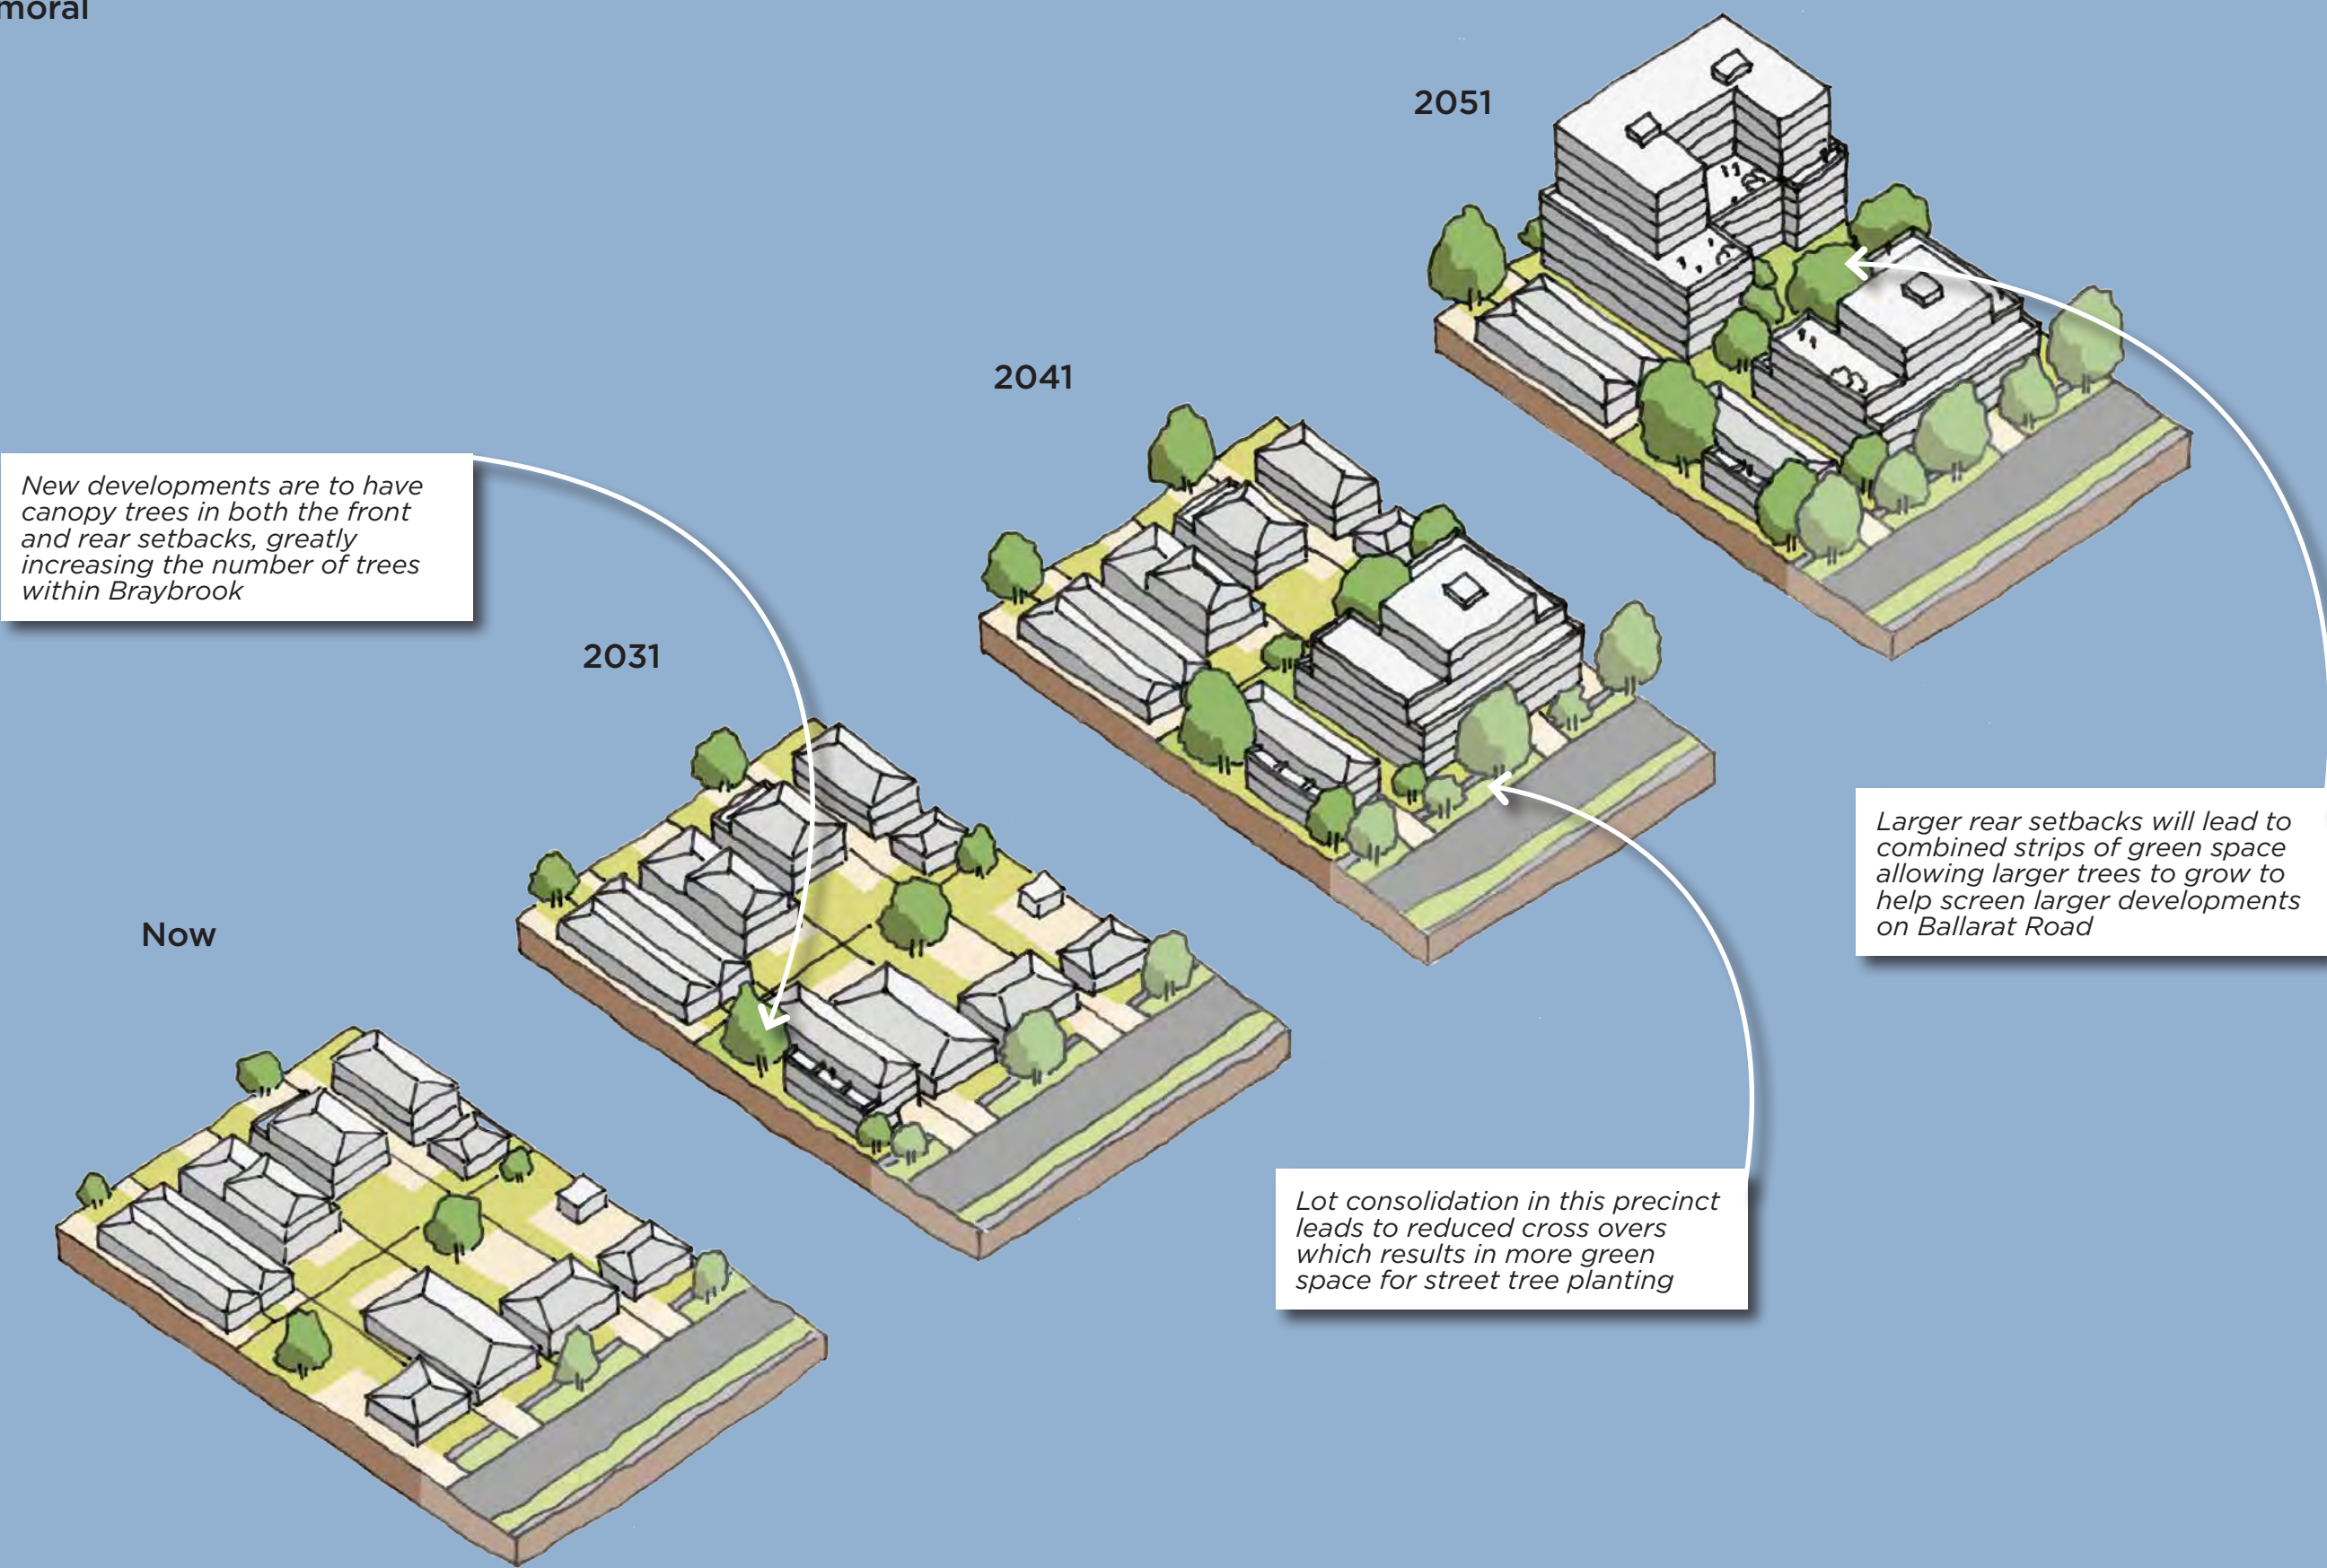 moral
2051
2041
New developments are to have
canopy trees in both the front
and rear setbacks, greatly
increasing the number of trees
within Braybrook
2031
Larger rear setbacks will lead to
combined strips of green space
allowing larger trees to grow to
help screen larger developments
on Ballarat Road
Now
Lot consolidation in this precinct
leads to reduced cross overs
which results in more green
space for street tree planting